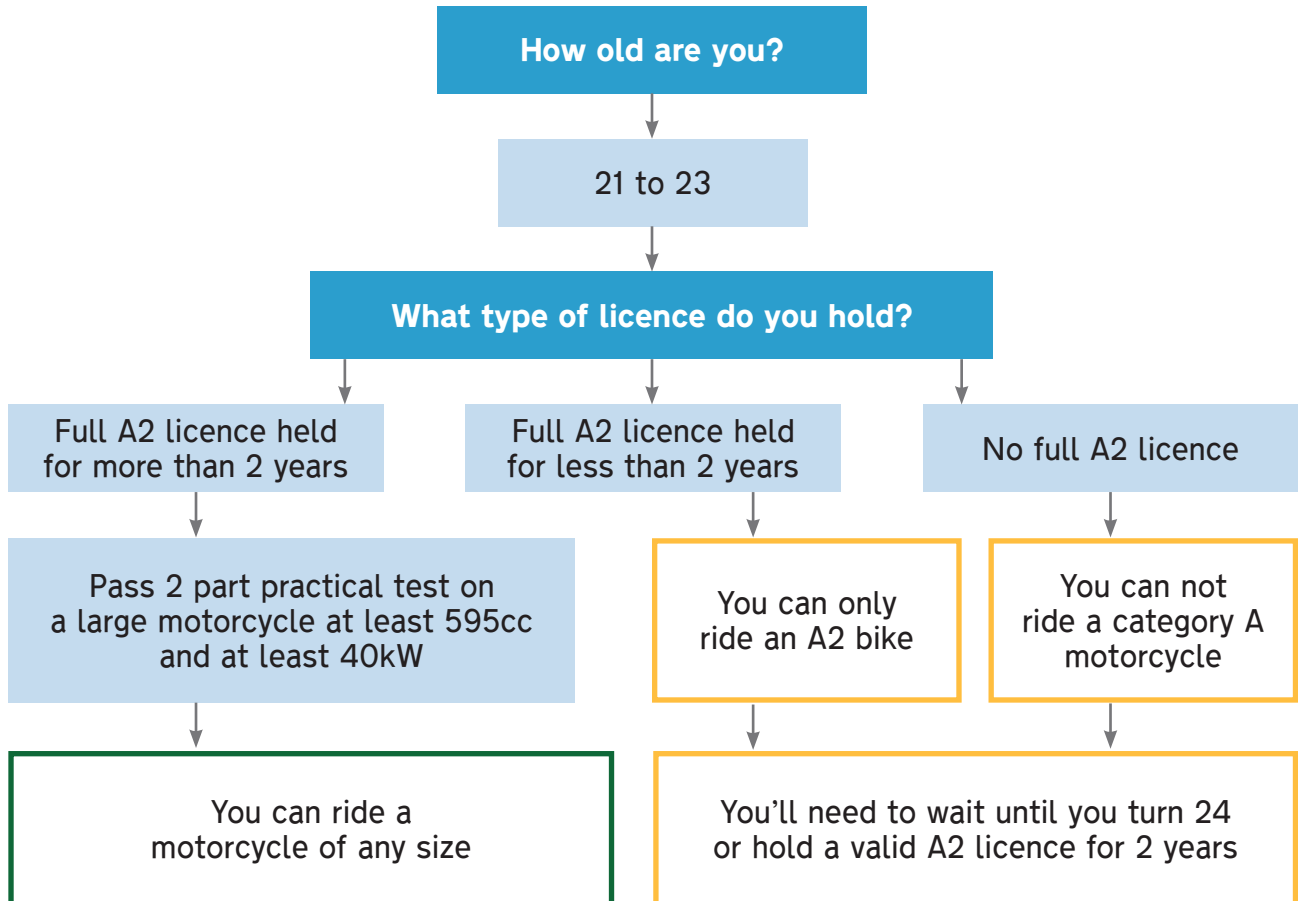 How old are you?
21 to 23
What type of licence do you hold?
Full A2 licence held
for more than 2 years
Full A2 licence held
for less than 2 years
No full A2 licence
Pass 2 part practical test on
a large motorcycle at least 595cc
and at least 40kW
You can only
ride an A2 bike
You can not
ride a category A
motorcycle
You can ride a
motorcycle of any size
You'll need to wait until you turn 24
or hold a valid A2 licence for 2 years